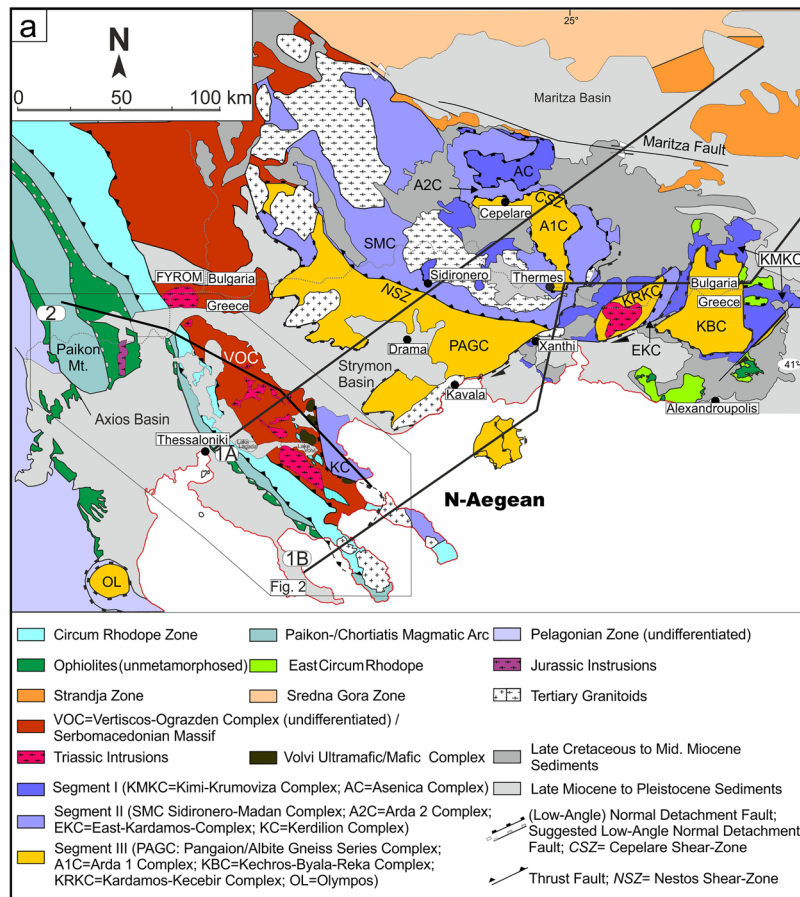 a
N
0 50 100 km
25°
Maritza Basin
Maritza Fault
AC
A2C
CSZ
Cepelare
A1C
SMC
KMKC
Sidironero
Thermes
FYROM
Bulgaria
Greece
Bulgaria
Greece
NSZ
KRKC
KBC
2
Paikon
Mt.
VOC
Drama
PAGC
Xanthi
EKC
Strymon
Basin
41°
Kavala
Axios Basin
Alexandroupolis
Thessaloniki
1A
KC
N-Aegean
1B
OL
Fig. 2
Circum Rhodope Zone
Paikon-/Chortiatis Magmatic Arc
Pelagonian Zone (undifferentiated)
Ophiolites (unmetamorphosed)
East Circum Rhodope
Jurassic Instrusions
Strandja Zone
Sredna Gora Zone
Tertiary Granitoids
VOC=Vertiscos-Ograzden Complex (undifferentiated) /
Serbomacedonian Massif
Triassic Intrusions
Volvi Ultramafic/Mafic Complex
Late Cretaceous to Mid. Miocene
Sediments
Segment I (KMKC=Kimi-Krumoviza Complex; AC=Asenica Complex)
Late Miocene to Pleistocene Sediments
Segment II (SMC Sidironero-Madan Complex; A2C=Arda 2 Complex;
EKC=East-Kardamos-Complex; KC=Kerdilion Complex)
(Low-Angle) Normal Detachment Fault;
Suggested Low-Angle Normal Detachment
Fault; CSZ= Cepelare Shear-Zone
Segment III (PAGC: Pangaion/Albite Gneiss Series Complex;
A1C=Arda 1 Complex; KBC=Kechros-Byala-Reka Complex;
KRKC=Kardamos-Kecebir Complex; OL=Olympos)
Thrust Fault; NSZ= Nestos Shear-Zone